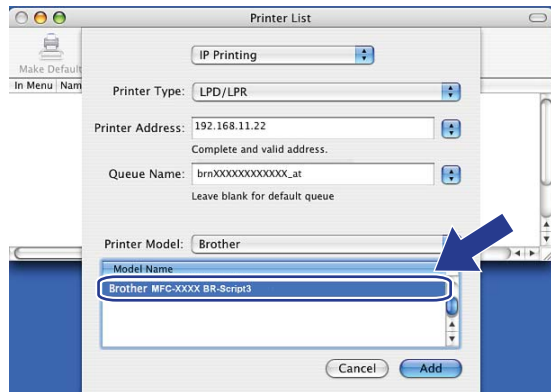 Printer List
IP Printing
Make Default
In Menu Nam
Printer Type: LPD/LPR
Printer Address: 192.168.11.22
Complete and valid address.
Queue Name: brnXXXXXXXXXXXX_at
Leave blank for default queue
Printer Model: Brother
Model Name
Brother MFC-XXXX BR-Script3
Cancel Add